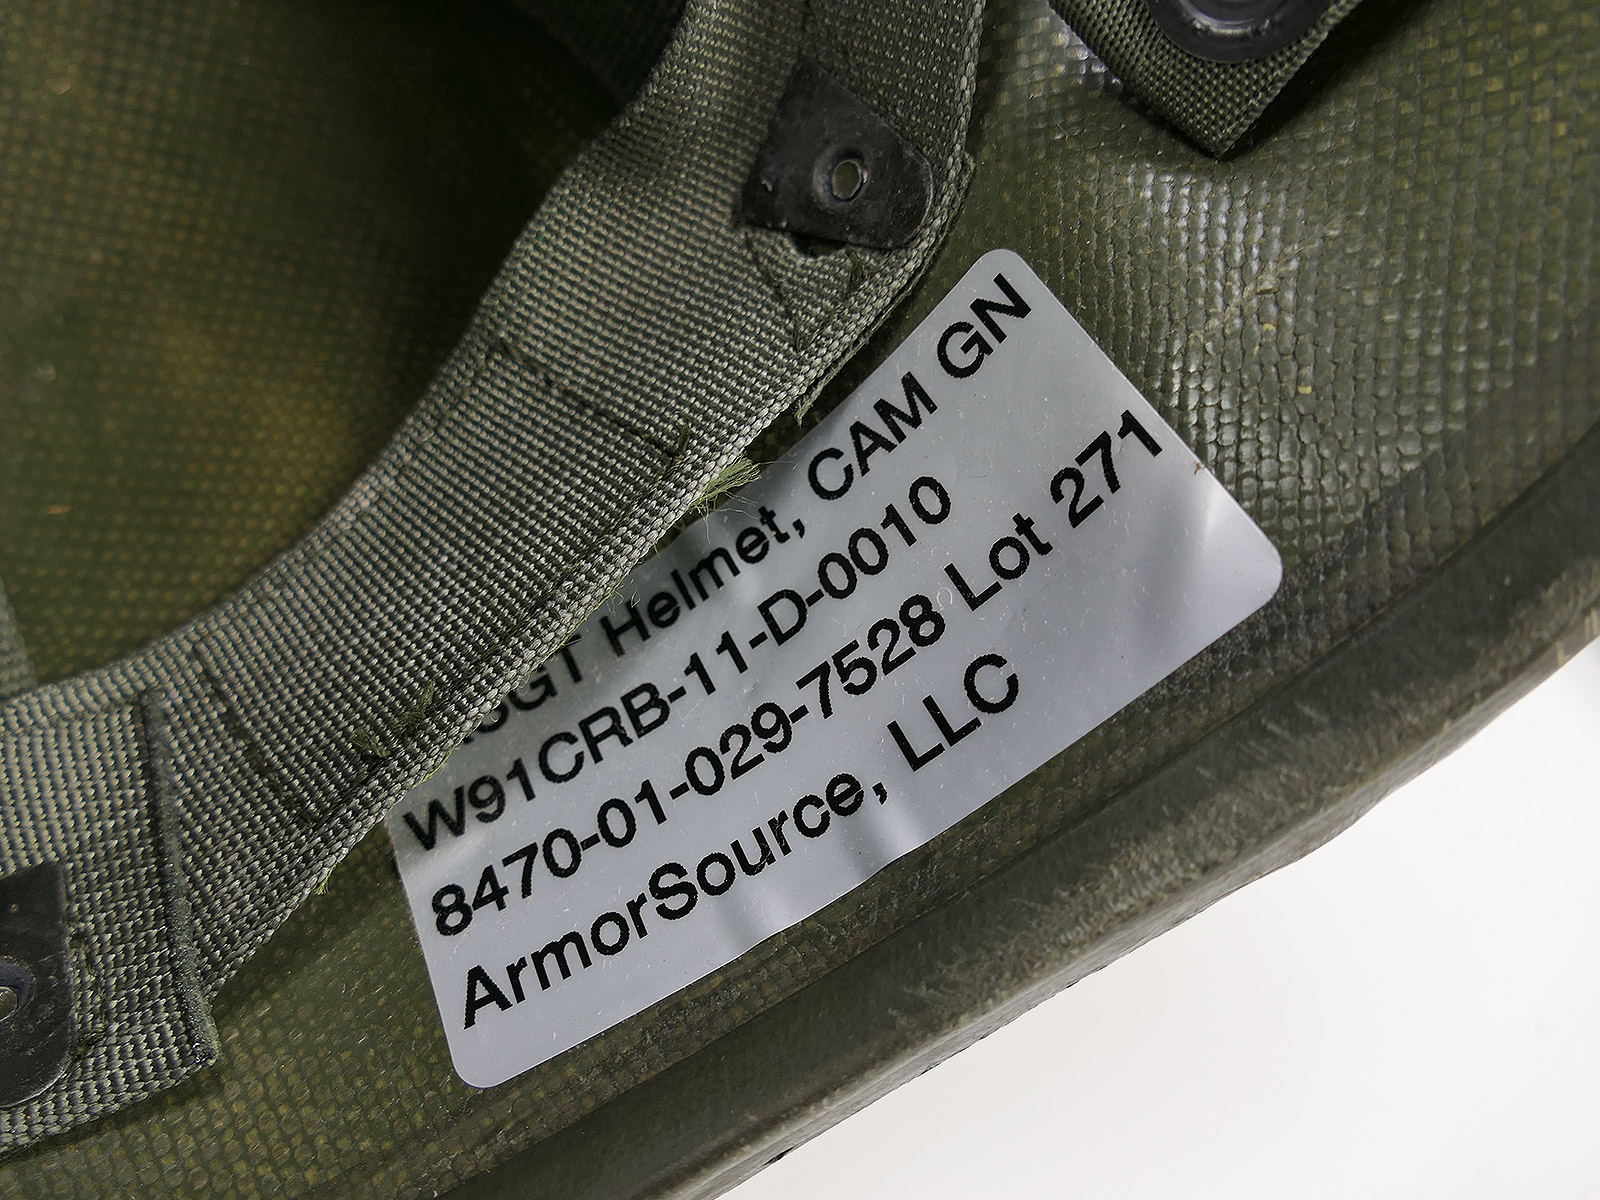 Helmet, CAM GN
W91CRB-11-D-0010
8470-01-029-7528 Lot 271
ArmorSource, LLC